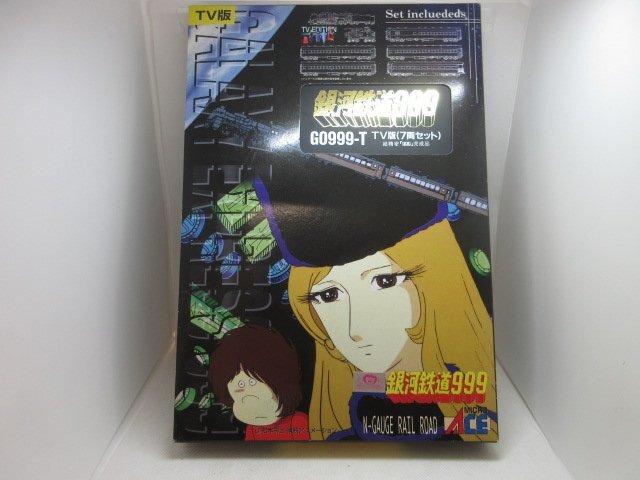 TV版
Set inclueded
TV.EDITION
銀河鉄道999
G0999-T TV版(7両セット)
銀河鉄道999
N-GAUGE RAIL ROAD
MICRO
ACE